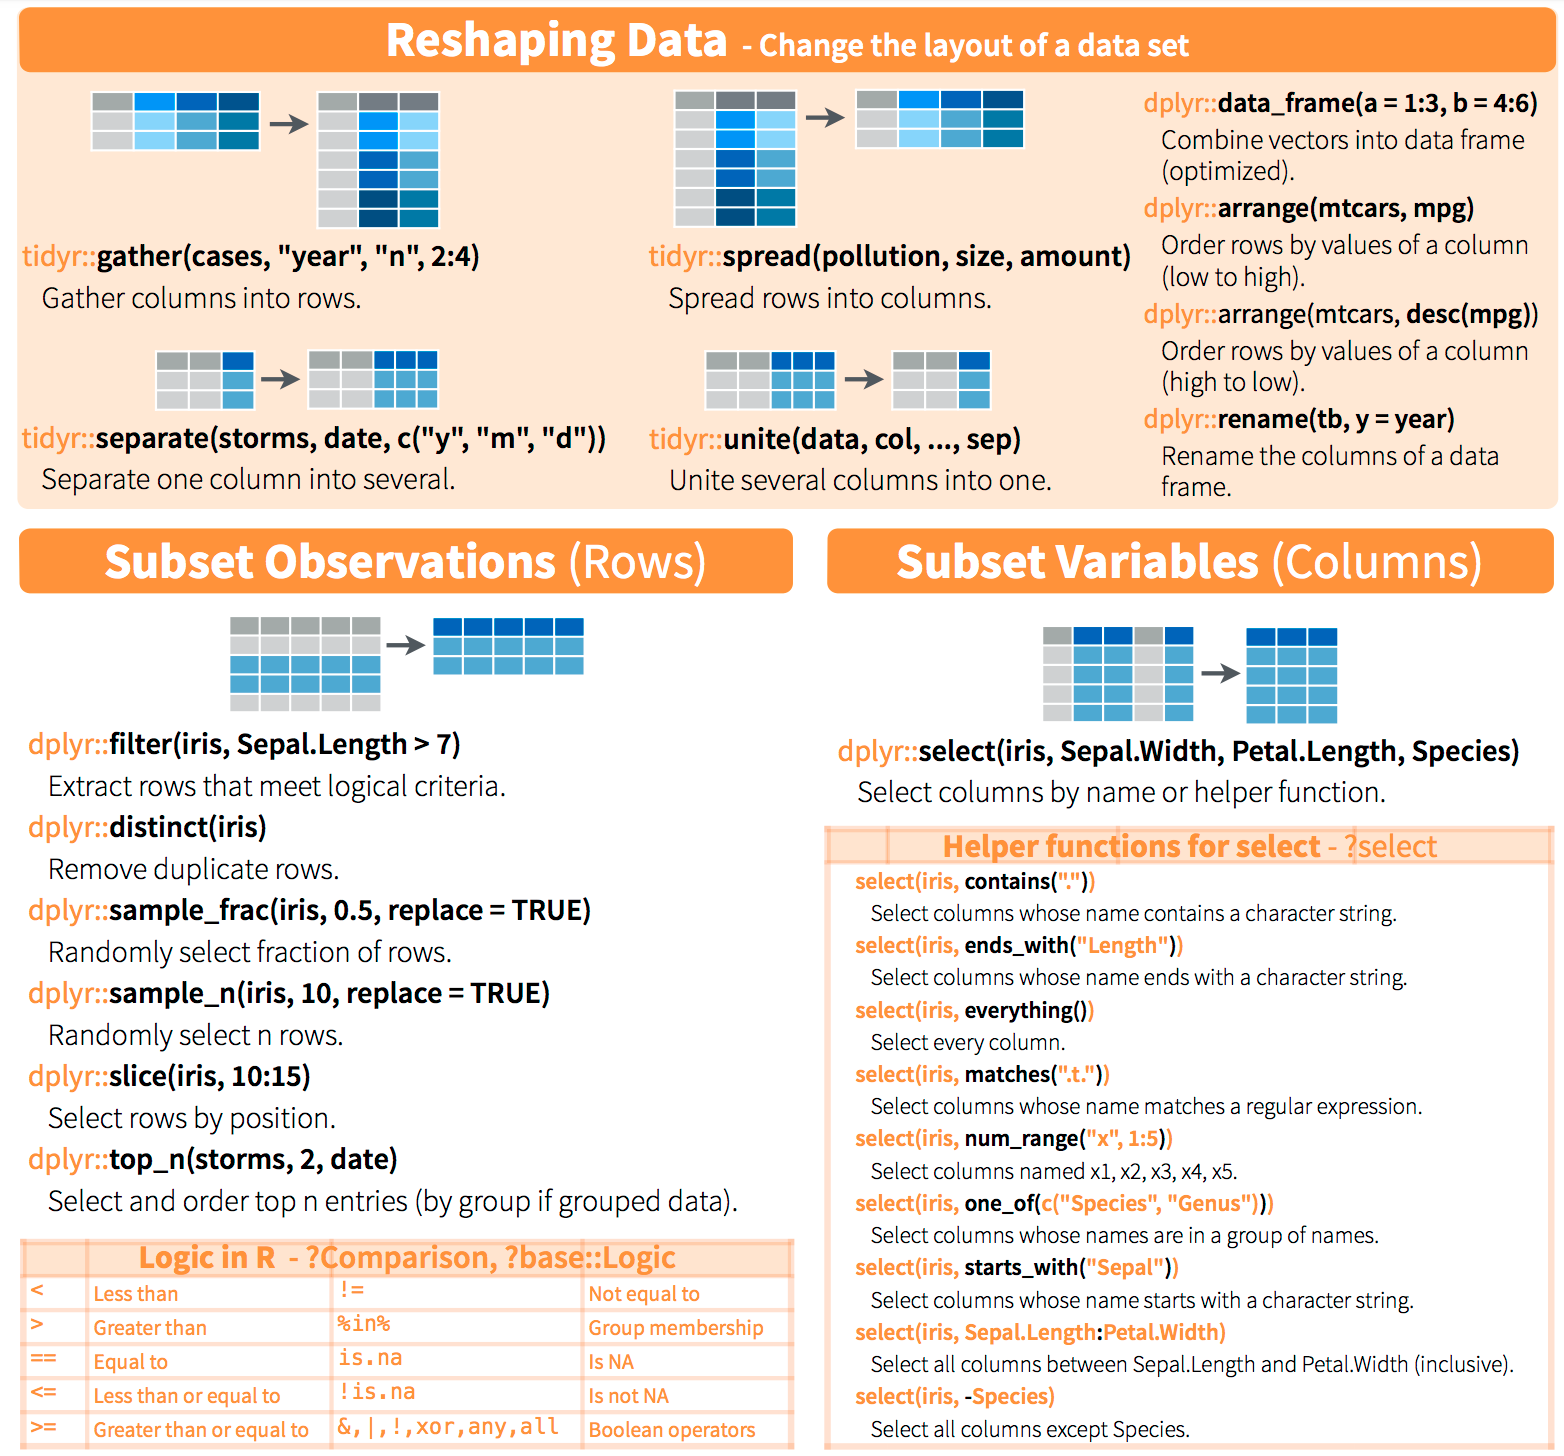 Reshaping Data - Change the layout of a data set
tidyr::gather(cases, "year", "n", 2:4)
Gather columns into rows.
tidyr::spread(pollution, size, amount)
Spread rows into columns.
tidyr::separate(storms, date, c("y", "m", "d"))
Separate one column into several.
tidyr::unite(data, col, ..., sep)
Unite several columns into one.
dplyr::data_frame(a = 1:3, b = 4:6)
Combine vectors into data frame
(optimized).
dplyr::arrange(mtcars, mpg)
Order rows by values of a column
(low to high).
dplyr::arrange(mtcars, desc(mpg))
Order rows by values of a column
(high to low).
dplyr::rename(tb, y = year)
Rename the columns of a data
frame.
Subset Observations (Rows)
dplyr::filter(iris, Sepal.Length > 7)
Extract rows that meet logical criteria.
dplyr::distinct(iris)
Remove duplicate rows.
dplyr::sample_frac(iris, 0.5, replace = TRUE)
Randomly select fraction of rows.
dplyr::sample_n(iris, 10, replace = TRUE)
Randomly select n rows.
dplyr::slice(iris, 10:15)
Select rows by position.
dplyr::top_n(storms, 2, date)
Select and order top n entries (by group if grouped data).
Logic in R - ?Comparison, ?base::Logic
< Less than != Not equal to
> Greater than %in% Group membership
== Equal to is.na Is NA
<= Less than or equal to !is.na Is not NA
>= Greater than or equal to &,|,!,xor,any,all Boolean operators
Subset Variables (Columns)
dplyr::select(iris, Sepal.Width, Petal.Length, Species)
Select columns by name or helper function.
Helper functions for select - ?select
select(iris, contains("."))
Select columns whose name contains a character string.
select(iris, ends_with("Length"))
Select columns whose name ends with a character string.
select(iris, everything())
Select every column.
select(iris, matches(".t."))
Select columns whose name matches a regular expression.
select(iris, num_range("x", 1:5))
Select columns named x1, x2, x3, x4, x5.
select(iris, one_of(c("Species", "Genus")))
Select columns whose names are in a group of names.
select(iris, starts_with("Sepal"))
Select columns whose name starts with a character string.
select(iris, Sepal.Length:Petal.Width)
Select all columns between Sepal.Length and Petal.Width (inclusive).
select(iris, -Species)
Select all columns except Species.